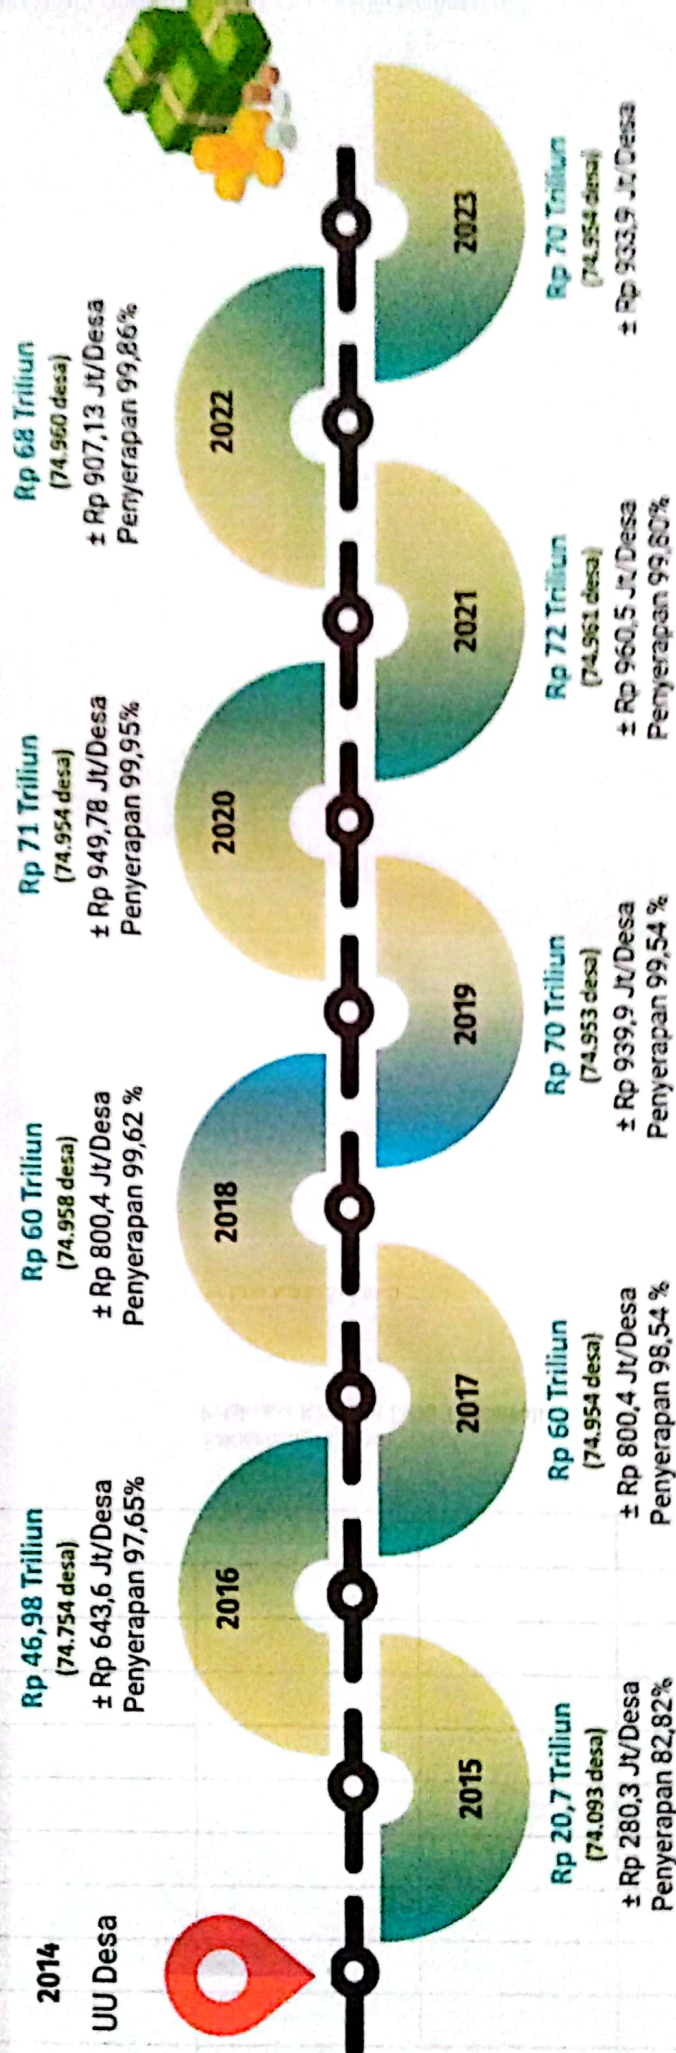 2014
UU Desa
2015
Rp 20,7 Triliun
(74.093 desa)
± Rp 280,3 Jt/Desa
Penyerapan 82,82%
Rp 46,98 Triliun
(74.754 desa)
± Rp 643,6 Jt/Desa
Penyerapan 97,65%
2016
2017
Rp 60 Triliun
(74.954 desa)
± Rp 800,4 Jt/Desa
Penyerapan 98,54 %
Rp 60 Triliun
(74.958 desa)
± Rp 800,4 Jt/Desa
Penyerapan 99,62 %
2018
2019
Rp 70 Triliun
(74.953 desa)
± Rp 939,9 Jt/Desa
Penyerapan 99,54 %
Rp 71 Triliun
(74.954 desa)
± Rp 949,78 Jt/Desa
Penyerapan 99,95%
2020
2021
Rp 72 Triliun
(74.961 desa)
± Rp 960,5 Jt/Desa
Penyerapan 99,80%
Rp 68 Triliun
(74.960 desa)
± Rp 907,13 Jt/Desa
Penyerapan 99,86%
2022
2023
Rp 70 Triliun
(74.954 desa)
± Rp 933,9 Jt/Desa